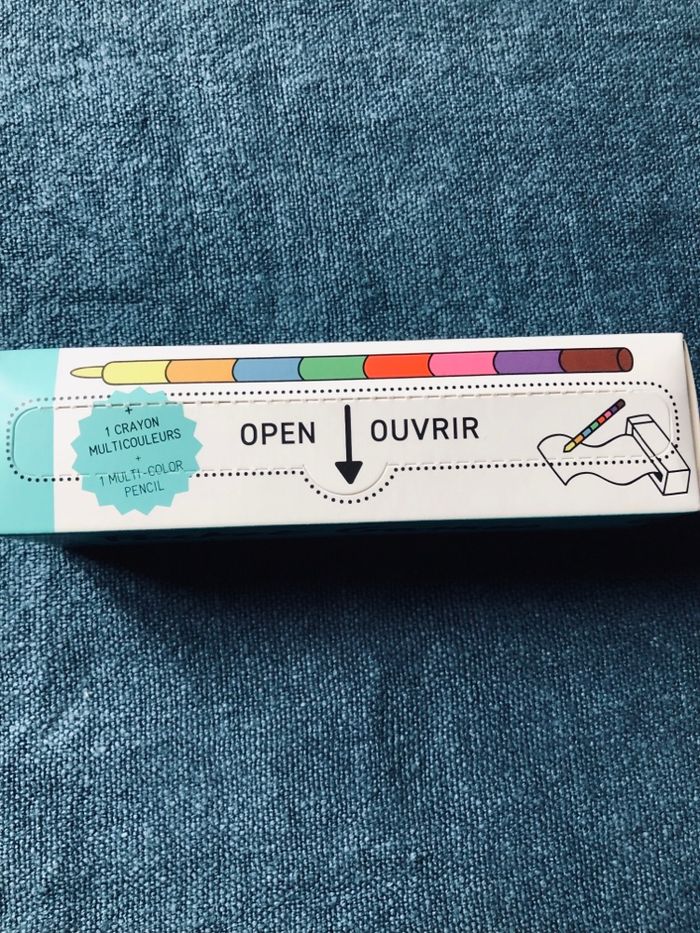 +
1 CRAYON
MULTICOULEURS
+
1 MULTI-COLOR
PENCIL
OPEN
OUVRIR